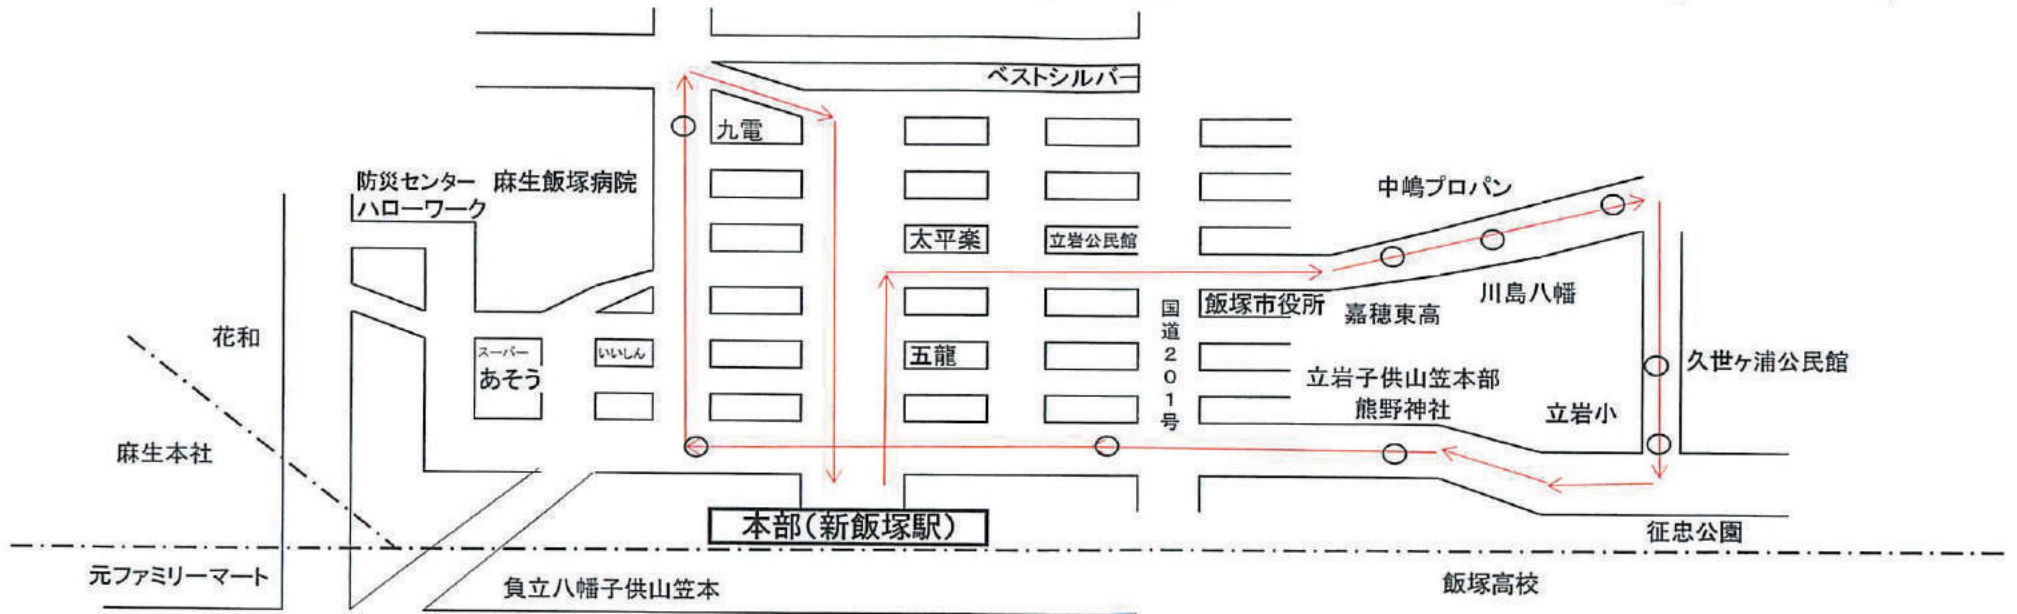 ベストシルバー
九電
防災センター
ハローワーク
麻生飯塚病院
中嶋プロパン
太平楽
立岩公民館
川島八幡
飯塚市役所
嘉穂東高
国道201号
花和
スーパー
あそう
いいしん
五龍
久世ヶ浦公民館
立岩子供山笠本部
熊野神社
立岩小
麻生本社
本部(新飯塚駅)
征忠公園
元ファミリーマート
負立八幡子供山笠本
飯塚高校